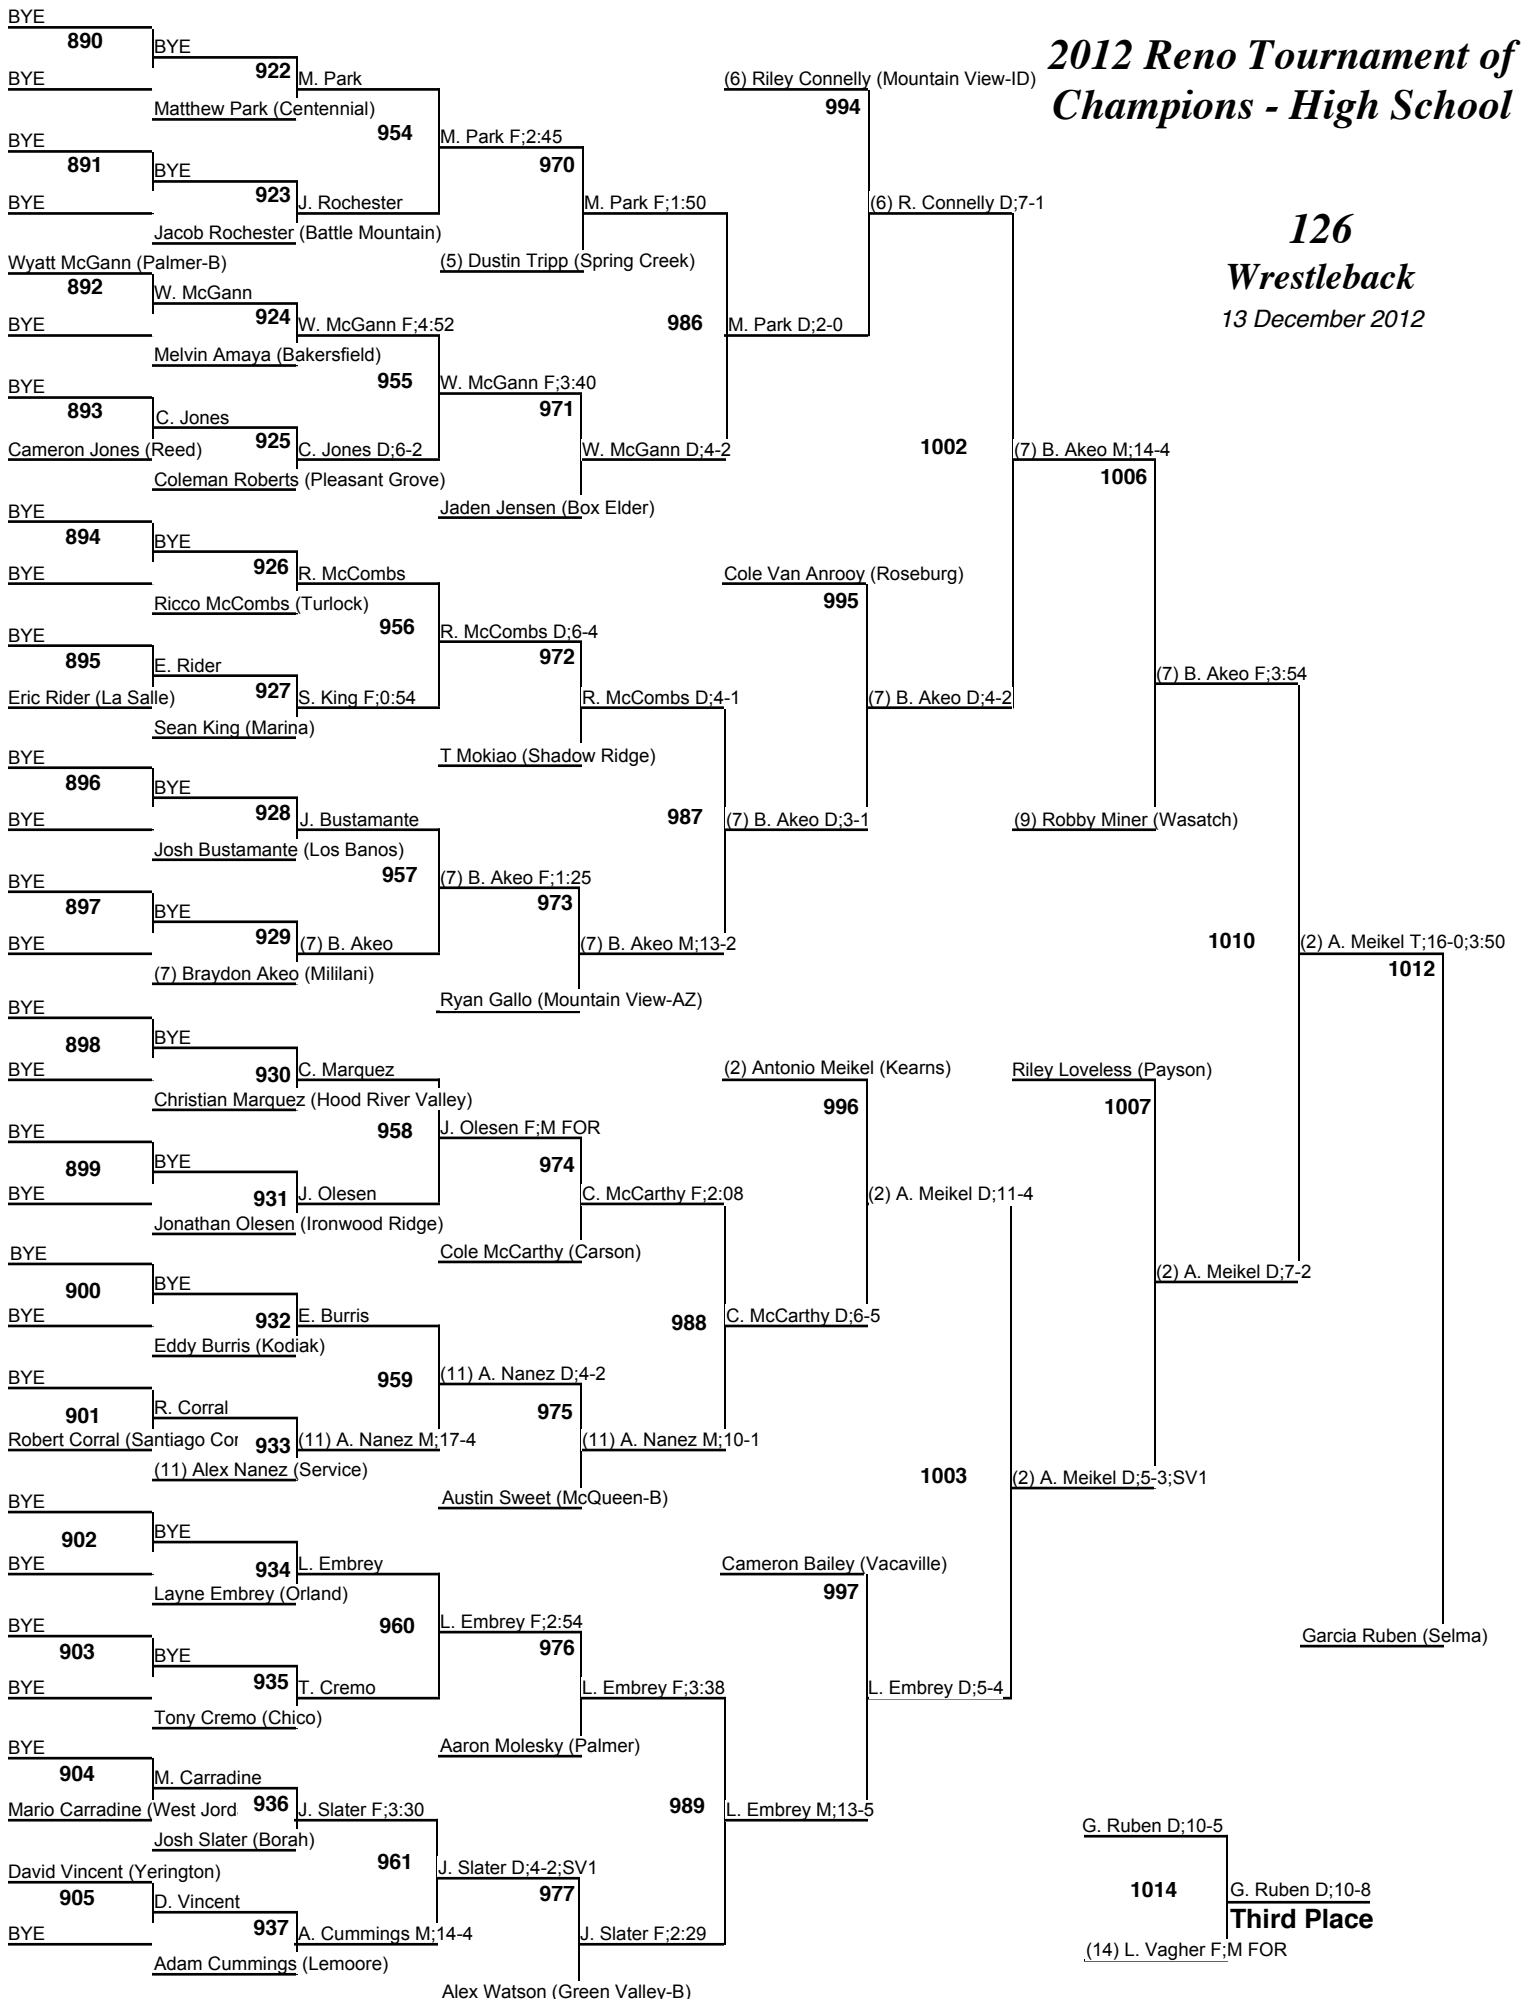 BYE
890
BYE
BYE
922
M. Park
Matthew Park (Centennial)
954
BYE
891
BYE
BYE
923
J. Rochester
Jacob Rochester (Battle Mountain)
M. Park F;2:45
970
M. Park F;1:50
(5) Dustin Tripp (Spring Creek)
Wyatt McGann (Palmer-B)
892
BYE
W. McGann
924
W. McGann F;4:52
Melvin Amaya (Bakersfield)
955
BYE
893
Cameron Jones (Reed)
C. Jones
925
C. Jones D;6-2
Coleman Roberts (Pleasant Grove)
W. McGann F;3:40
971
W. McGann D;4-2
Jaden Jensen (Box Elder)
986
M. Park D;2-0
(6) Riley Connelly (Mountain View-ID)
994
(6) R. Connelly D;7-1
2012 Reno Tournament of
Champions - High School
126
Wrestleback
13 December 2012
BYE
894
BYE
BYE
926
R. McCombs
Ricco McCombs (Turlock)
956
BYE
895
Eric Rider (La Salle)
E. Rider
927
S. King F;0:54
Sean King (Marina)
R. McCombs D;6-4
972
R. McCombs D;4-1
T Mokiao (Shadow Ridge)
BYE
896
BYE
BYE
928
J. Bustamante
Josh Bustamante (Los Banos)
957
BYE
897
BYE
BYE
929
(7) B. Akeo
(7) Braydon Akeo (Mililani)
(7) B. Akeo F;1:25
973
(7) B. Akeo M;13-2
Ryan Gallo (Mountain View-AZ)
987
(7) B. Akeo D;3-1
Cole Van Anrooy (Roseburg)
995
(7) B. Akeo D;4-2
1002
(7) B. Akeo M;14-4
1006
(9) Robby Miner (Wasatch)
(7) B. Akeo F;3:54
BYE
898
BYE
BYE
930
C. Marquez
Christian Marquez (Hood River Valley)
958
BYE
899
BYE
BYE
931
J. Olesen
Jonathan Olesen (Ironwood Ridge)
J. Olesen F;M FOR
974
C. McCarthy F;2:08
Cole McCarthy (Carson)
BYE
900
BYE
BYE
932
E. Burris
Eddy Burris (Kodiak)
959
BYE
901
Robert Corral (Santiago Cor
R. Corral
933
(11) A. Nanez M;17-4
(11) Alex Nanez (Service)
(11) A. Nanez D;4-2
975
(11) A. Nanez M;10-1
Austin Sweet (McQueen-B)
988
C. McCarthy D;6-5
(2) Antonio Meikel (Kearns)
996
(2) A. Meikel D;11-4
BYE
902
BYE
BYE
934
L. Embrey
Layne Embrey (Orland)
960
BYE
903
BYE
BYE
935
T. Cremo
Tony Cremo (Chico)
L. Embrey F;2:54
976
L. Embrey F;3:38
Aaron Molesky (Palmer)
BYE
904
Mario Carradine (West Jord
M. Carradine
936
J. Slater F;3:30
Josh Slater (Borah)
961
David Vincent (Yerington)
905
BYE
D. Vincent
937
A. Cummings M;14-4
Adam Cummings (Lemoore)
J. Slater D;4-2;SV1
977
J. Slater F;2:29
Alex Watson (Green Valley-B)
989
L. Embrey M;13-5
Cameron Bailey (Vacaville)
997
L. Embrey D;5-4
1003
(2) A. Meikel D;5-3;SV1
Riley Loveless (Payson)
1007
(2) A. Meikel D;7-2
1010
(2) A. Meikel T;16-0;3:50
1012
Garcia Ruben (Selma)
G. Ruben D;10-5
1014
G. Ruben D;10-8
Third Place
(14) L. Vagher F;M FOR